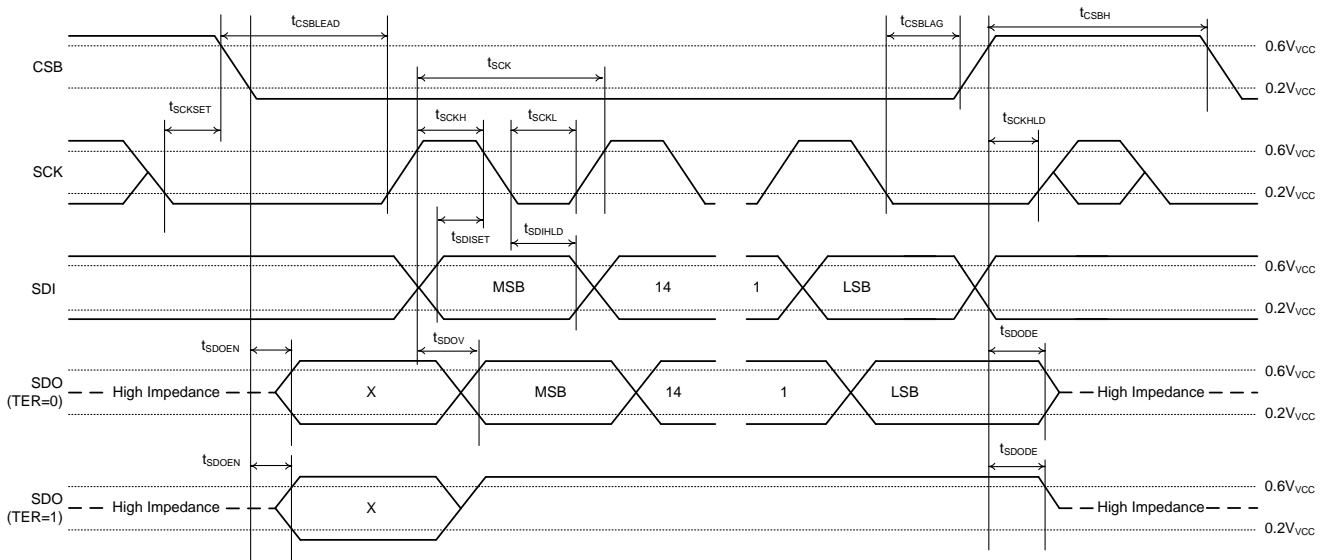 tCSBLEAD
tCSBLAG
tCSBH
CSB
0.6VVCC
0.2VVCC
tSCK
tSCKSET
tSCKH
tSCKL
tSCKHLD
SCK
0.6VVCC
0.2VVCC
tSDISET
tSDIHLD
SDI
MSB
14
1
LSB
0.6VVCC
0.2VVCC
tSDOEN
tSDOV
tSDODE
SDO
(TER=0)
High Impedance
X
MSB
14
1
LSB
High Impedance
0.6VVCC
0.2VVCC
tSDOEN
tSDODE
SDO
(TER=1)
High Impedance
X
High Impedance
0.6VVCC
0.2VVCC